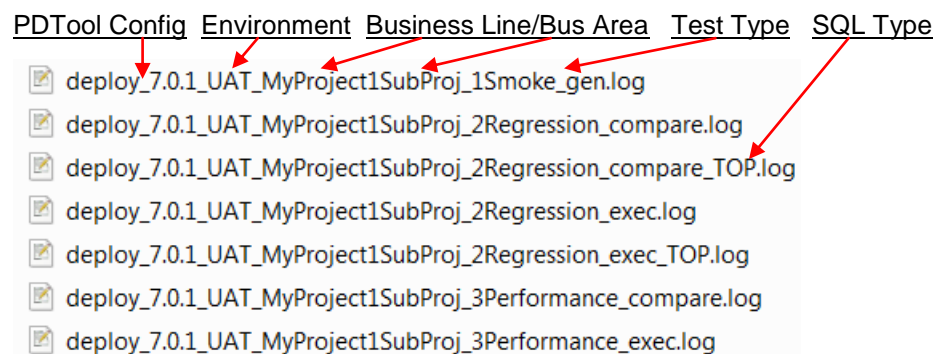 PDTool Config Environment Business Line/Bus Area Test Type SQL Type
deploy_7.0.1_UAT_MyProject1SubProj_1Smoke_gen.log
deploy_7.0.1_UAT_MyProject1SubProj_2Regression_compare.log
deploy_7.0.1_UAT_MyProject1SubProj_2Regression_compare_TOP.log
deploy_7.0.1_UAT_MyProject1SubProj_2Regression_exec.log
deploy_7.0.1_UAT_MyProject1SubProj_2Regression_exec_TOP.log
deploy_7.0.1_UAT_MyProject1SubProj_3Performance_compare.log
deploy_7.0.1_UAT_MyProject1SubProj_3Performance_exec.log